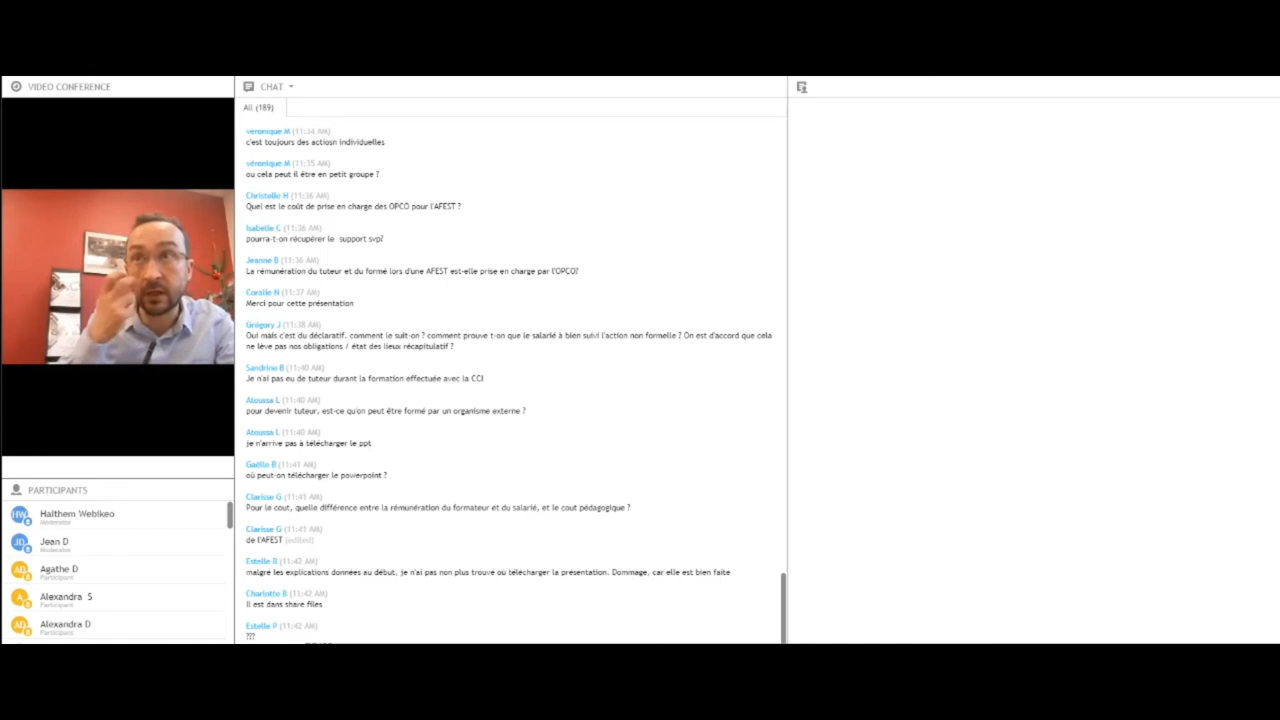 VIDEO CONFERENCE
PARTICIPANTS
HW
Haithem Webikeo
Moderator
JD
Jean D
Moderator
AD
Agathe D
Participant
A
Alexandra S
Participant
AD
Alexandra D
Participant
CHAT
All (189)
véronique M (11:34 AM)
c'est toujours des actiosn individuelles
véronique M (11:35 AM)
ou cela peut il être en petit groupe ?
Christelle H (11:36 AM)
Quel est le coût de prise en charge des OPCO pour l'AFEST ?
Isabelle C (11:36 AM)
pourra-t-on récupérer le support svp?
Jeanne B (11:36 AM)
La rémunération du tuteur et du formé lors d'une AFEST est-elle prise en charge par l'OPCO?
Coralie N (11:37 AM)
Merci pour cette présentation
Grégory J (11:38 AM)
Oui mais c'est du déclaratif. comment le suit-on ? comment prouve t-on que le salarié à bien suivi l'action non formelle ? On est d'accord que cela
ne lève pas nos obligations / état des lieux récapitulatif ?
Sandrine B (11:40 AM)
Je n'ai pas eu de tuteur durant la formation effectuée avec la CCI
Atoussa L (11:40 AM)
pour devenir tuteur, est-ce qu'on peut être formé par un organisme externe ?
Atoussa L (11:40 AM)
je n'arrive pas à télécharger le ppt
Gaëlle B (11:41 AM)
où peut-on télécharger le powerpoint ?
Clarisse G (11:41 AM)
Pour le cout, quelle différence entre la rémunération du formateur et du salarié, et le cout pédagogique ?
Clarisse G (11:41 AM)
de l'AFEST (edited)
Estelle B (11:42 AM)
malgré les explications données au début, je n'ai pas non plus trouvé où télécharger la présentation. Dommage, car elle est bien faite
Charlotte B (11:42 AM)
Il est dans share files
Estelle P (11:42 AM)
???